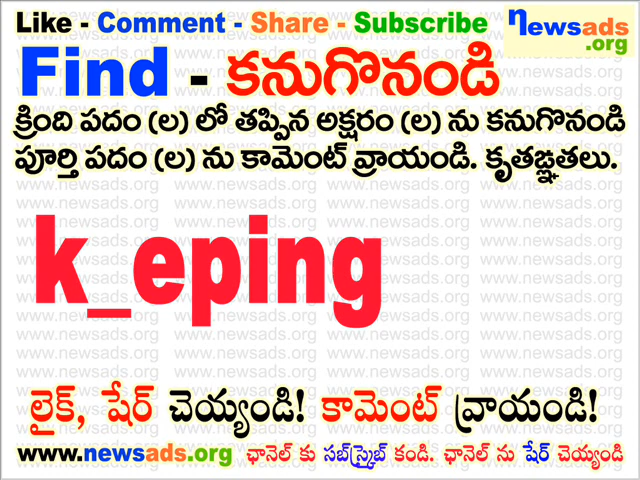 Like - Comment - Share - Subscribe
newsads
.org
Find - కనుగొనండి
క్రింది పదం (ల) లో తప్పిన అక్షరం (ల) ను కనుగొనండి
పూర్తి పదం (ల) ను కామెంట్ వ్రాయండి. కృతఙ్ఞతలు.
k_eping
లైక్, షేర్ చెయ్యండి! కామెంట్ వ్రాయండి!
www.newsads.org ఛానెల్ కు సబ్‌స్క్రైబ్ కండి. ఛానెల్ ను షేర్ చెయ్యండి